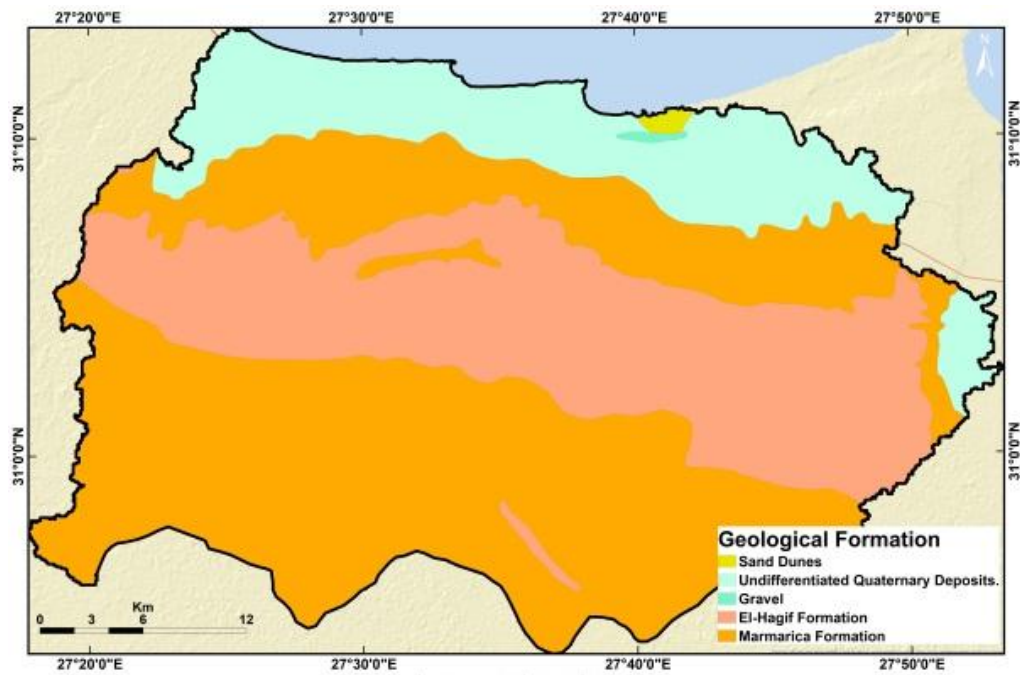 27°20'0"E 27°30'0"E 27°40'0"E 27°50'0"E
N
31°10'0"N 31°10'0"N
31°0'0"N 31°0'0"N
Geological Formation
Sand Dunes
Undifferentiated Quaternary Deposits.
Gravel
El-Hagif Formation
Marmarica Formation
Km
0 3 6 12
27°20'0"E 27°30'0"E 27°40'0"E 27°50'0"E